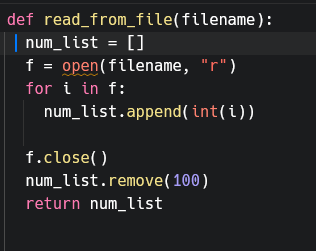 def read_from_file(filename):
  num_list = []
  f = open(filename, "r")
  for i in f:
    num_list.append(int(i))

  f.close()
  num_list.remove(100)
  return num_list